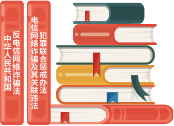 中华人民共和国
反电信网络诈骗法
电信网络诈骗及其关联违法
犯罪联合惩戒办法